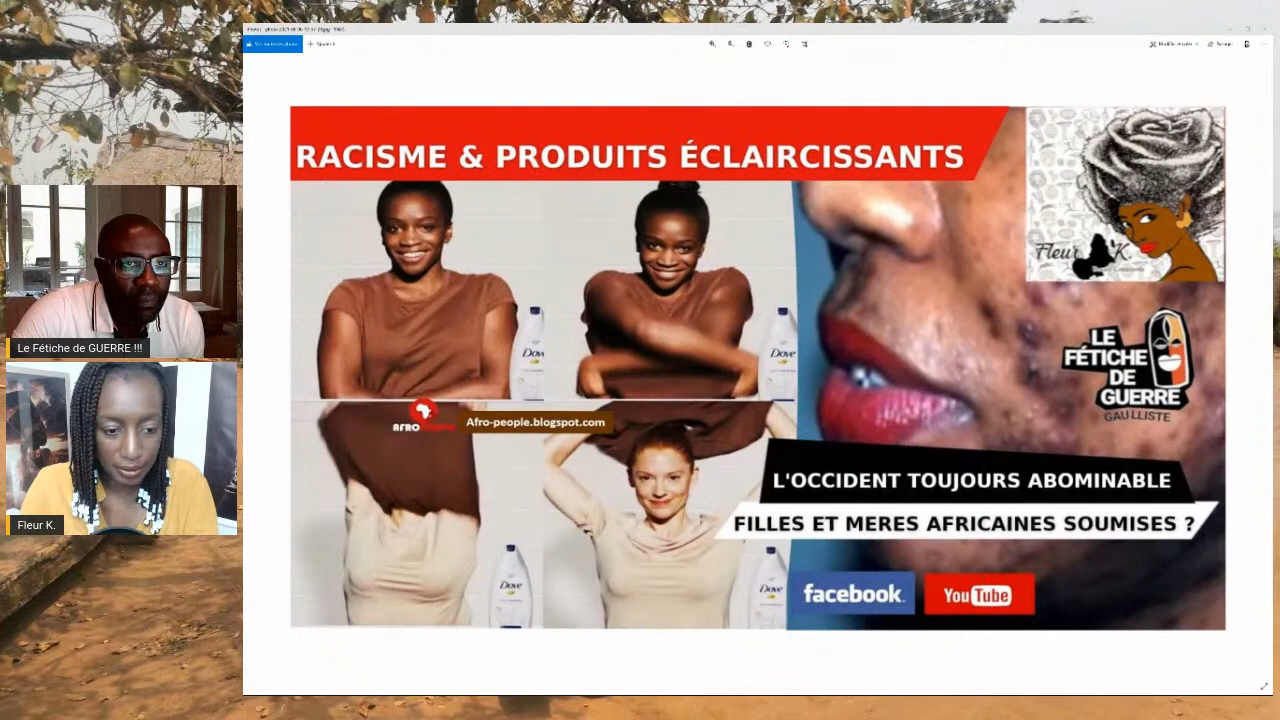 RACISME & PRODUITS ÉCLAIRCISSANTS
Fleur K.
Dove
Dove
LE
FÉTICHE
DE
GUERRE
GAULLISTE
Le Fétiche de GUERRE !!!
AFRO
Afro-people.blogspot.com
L'OCCIDENT TOUJOURS ABOMINABLE
FILLES ET MERES AFRICAINES SOUMISES ?
Fleur K.
Dove
Dove
facebook.
YouTube